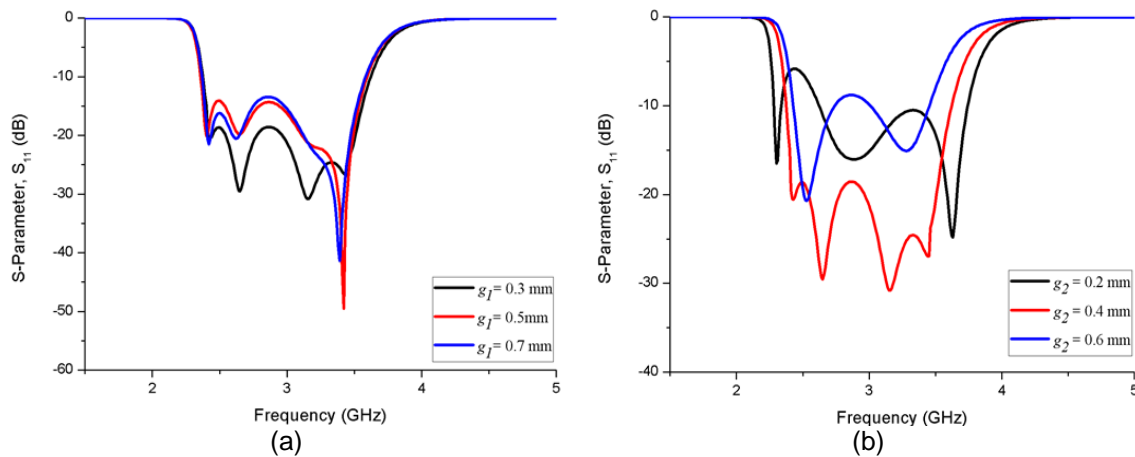 0
-10
-20
-30
-40
-50
-60
S-Parameter, S11 (dB)
2
3
4
5
Frequency (GHz)
g1= 0.3 mm
g1= 0.5mm
g1= 0.7 mm
(a)
0
-10
-20
-30
-40
S-Parameter, S11 (dB)
2
3
4
5
Frequency (GHz)
g2= 0.2 mm
g2= 0.4 mm
g2= 0.6 mm
(b)